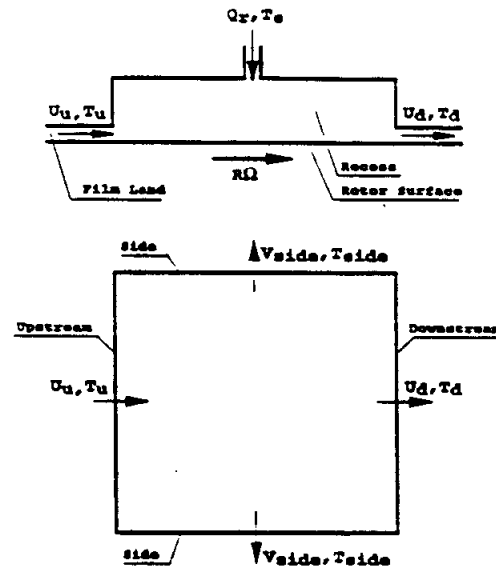 Qr, Ts
Uu, Tu
Ud, Td
Recess
Film Land
RΩ
Rotor Surface
Side
Vside, Tside
Upstream
Downstream
Uu, Tu
Ud, Td
Side
Vside, Tside